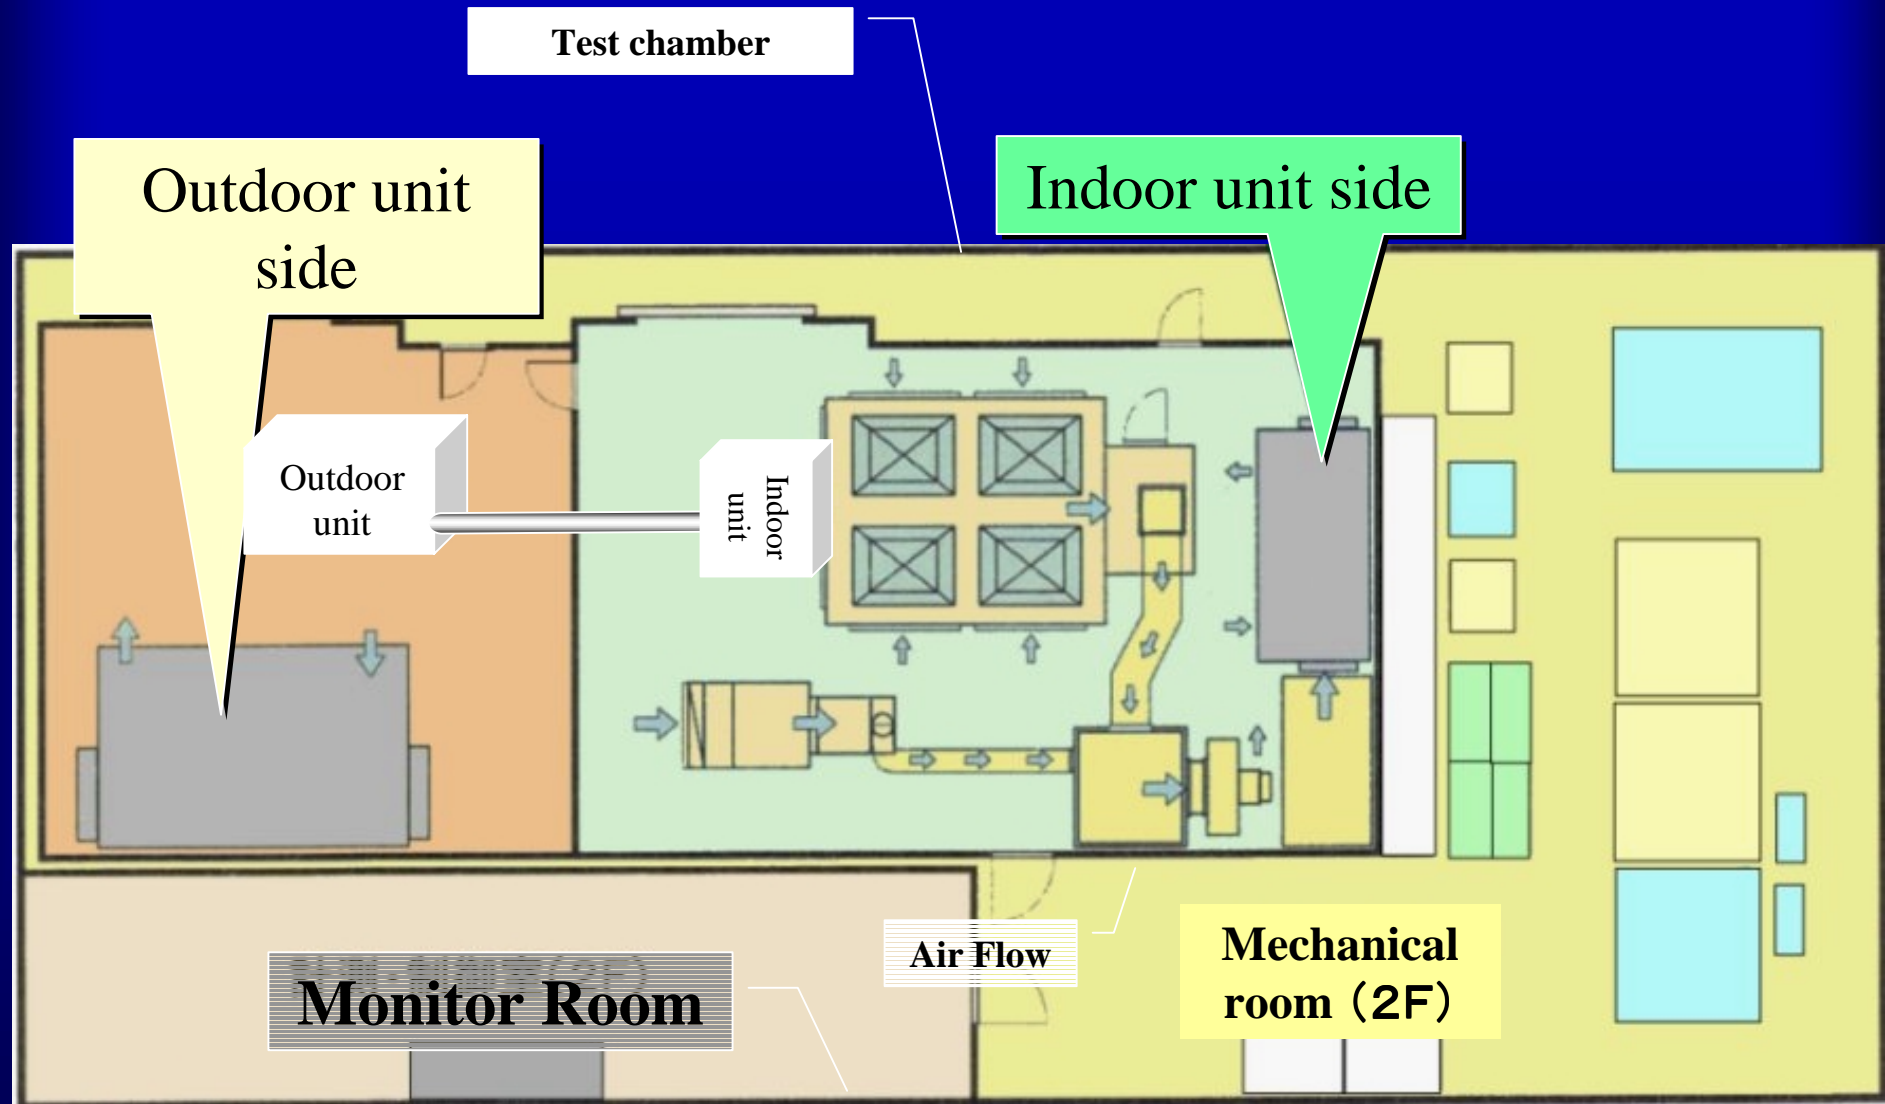 Test chamber
Outdoor unit
side
Indoor unit side
Outdoor
unit
Indoor
unit
Air Flow
Mechanical
room（2F）
Monitor Room